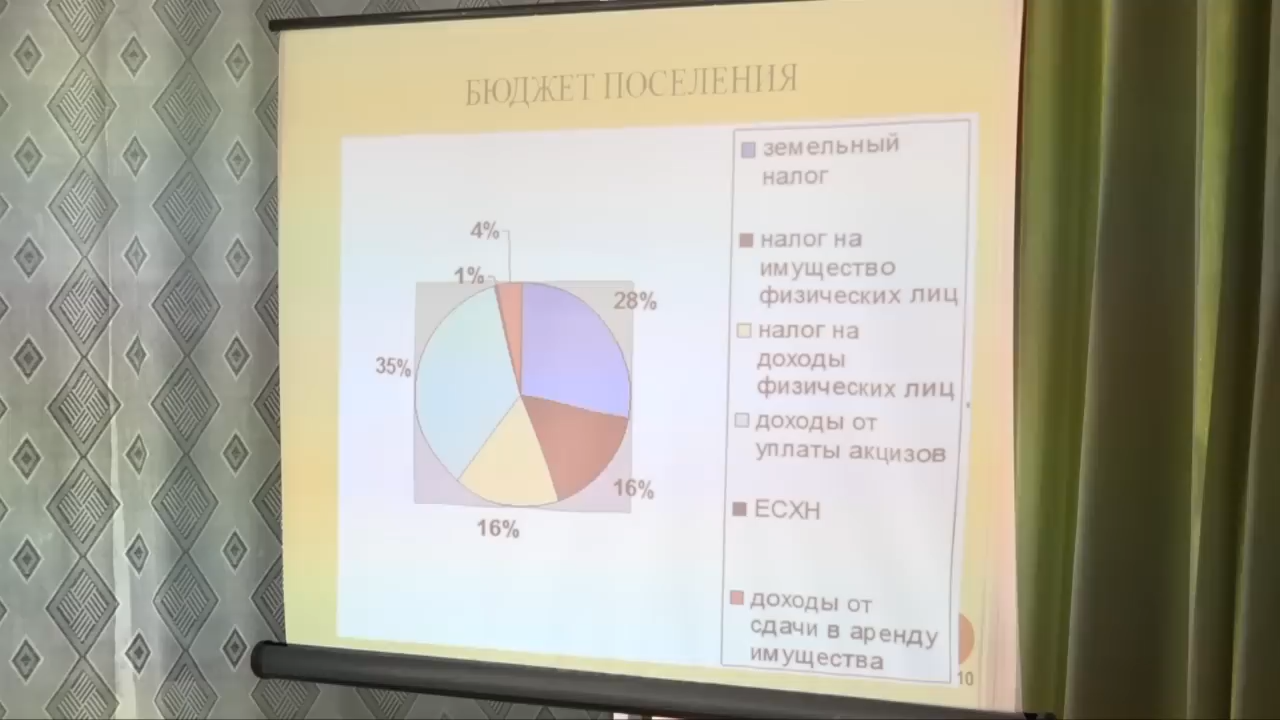 БЮДЖЕТ ПОСЕЛЕНИЯ
4%
1%
28%
35%
16%
16%
земельный
налог
налог на
имущество
физических лиц
налог на
доходы
физических лиц
доходы от
уплаты акцизов
ЕСХН
доходы от
сдачи в аренду
имущества
10